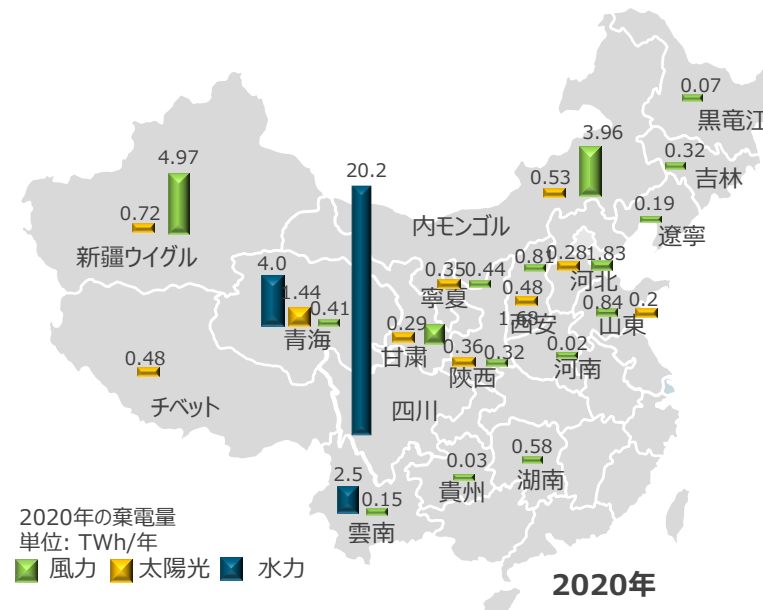 0.07
黒竜江
3.96
0.32
吉林
4.97
20.2
0.53
0.19
遼寧
0.72
内モンゴル
新疆ウイグル
4.0
0.81
0.28
1.83
河北
0.35
0.44
寧夏
1.44
0.41
青海
0.48
西安
1.68
0.84
0.2
山東
0.29
甘粛
0.36
0.32
陝西
0.02
河南
0.48
チベット
四川
0.58
湖南
0.03
貴州
2.5
0.15
雲南
2020年の棄電量
単位: TWh/年
風力 太陽光 水力
2020年